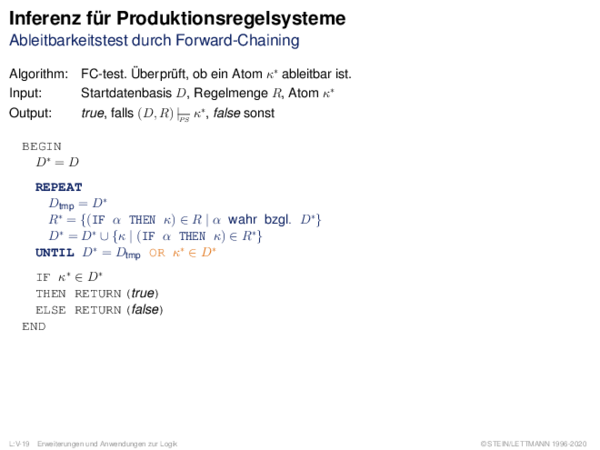 Inferenz für Produktionsregelsysteme
Ableitbarkeitstest durch Forward-Chaining
Algorithm: FC-test. Überprüft, ob ein Atom κ* ableitbar ist.
Input: Startdatenbasis D, Regelmenge R, Atom κ*
Output: true, falls (D, R) ⊢PS κ*, false sonst
BEGIN
D* = D
REPEAT
Dtmp = D*
R* = {(IF α THEN κ) ∈ R | α wahr bzgl. D*}
D* = D* ∪ {κ | (IF α THEN κ) ∈ R*}
UNTIL D* = Dtmp OR κ* ∈ D*
IF κ* ∈ D*
THEN RETURN (true)
ELSE RETURN (false)
END
L:V-19 Erweiterungen und Anwendungen zur Logik ©STEIN/LETTMANN 1996-2020